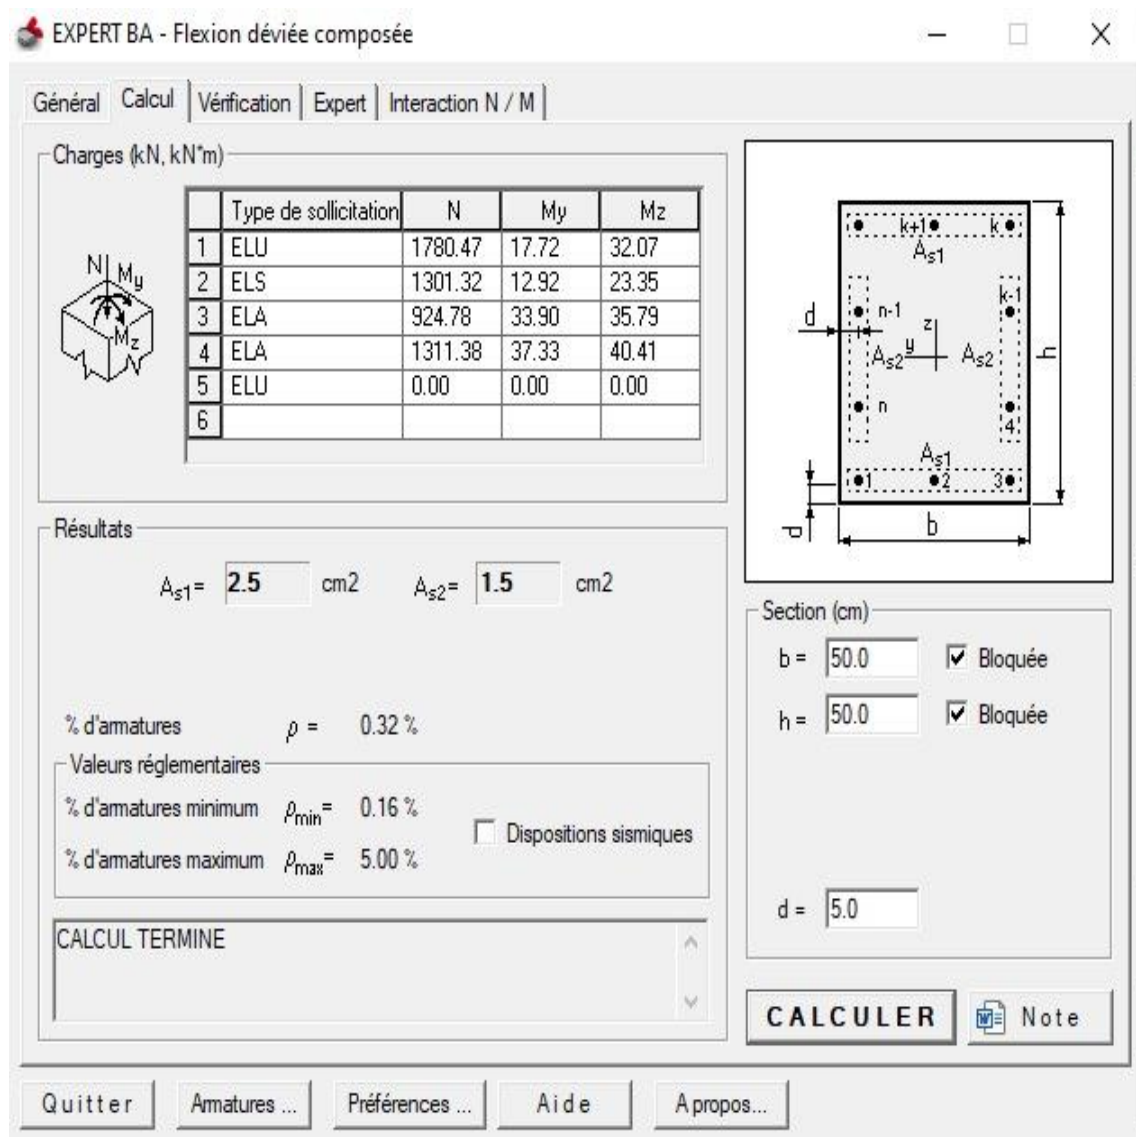 EXPERT BA - Flexion déviée composée
Général Calcul Vérification Expert Interaction N / M
Charges (kN, kN*m)
Type de sollicitation N My Mz
1 ELU 1780.47 17.72 32.07
2 ELS 1301.32 12.92 23.35
3 ELA 924.78 33.90 35.79
4 ELA 1311.38 37.33 40.41
5 ELU 0.00 0.00 0.00
6
N My
Mz
k+1 k
As1
k-1
d n-1 z
As2 y As2 h
n 4
As1
1 2 3
d b
Résultats
As1= 2.5 cm2 As2= 1.5 cm2
% d'armatures ρ = 0.32 %
Valeurs réglementaires
% d'armatures minimum ρmin= 0.16 %
Dispositions sismiques
% d'armatures maximum ρmax= 5.00 %
CALCUL TERMINE
Section (cm)
b = 50.0 Bloquée
h = 50.0 Bloquée
d = 5.0
CALCULER Note
Quitter Armatures ... Préférences ... Aide A propos...